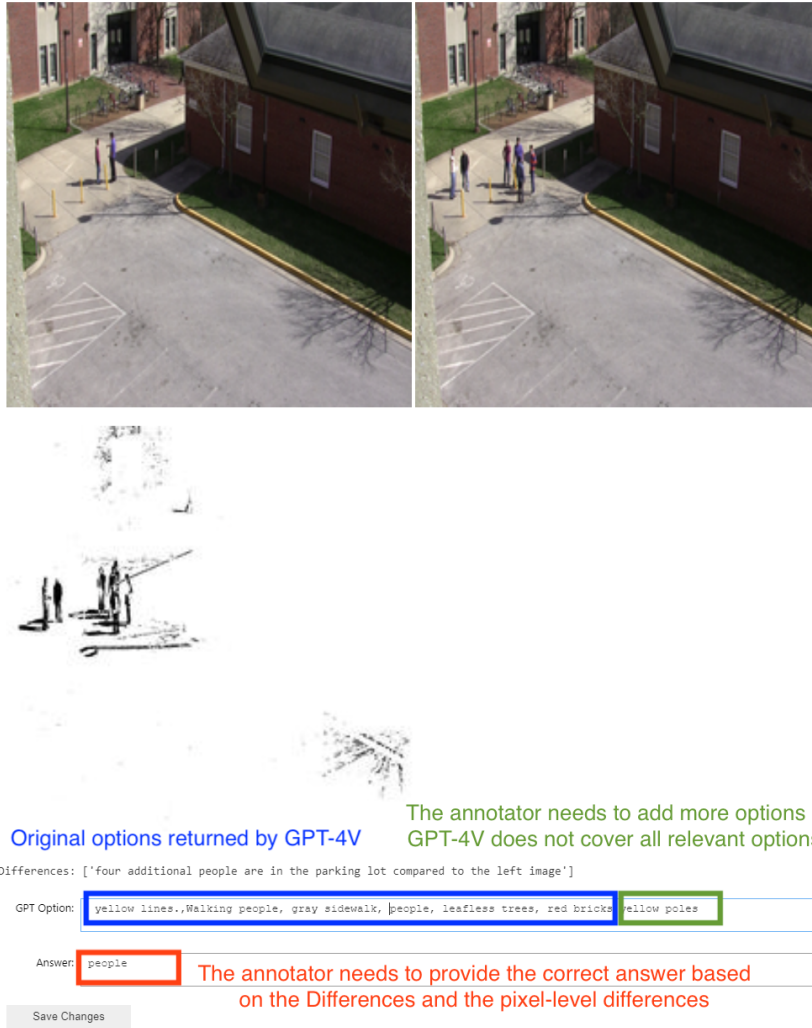 The annotator needs to add more options
Original options returned by GPT-4V
GPT-4V does not cover all relevant options
Differences: ['four additional people are in the parking lot compared to the left image']
GPT Option:
yellow lines.,Walking people, gray sidewalk, people, leafless trees, red bricks yellow poles
Answer:
people
The annotator needs to provide the correct answer based
on the Differences and the pixel-level differences
Save Changes